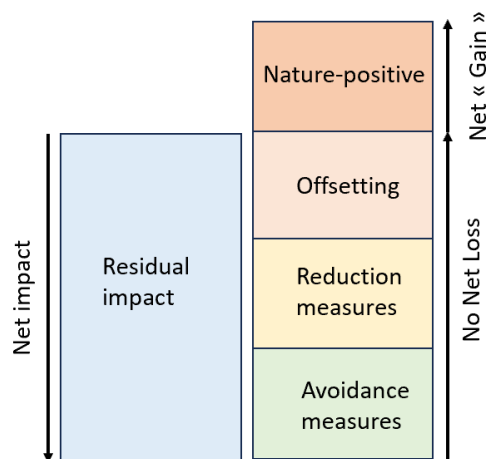 Nature-positive
Net « Gain »
Offsetting
Residual
impact
Net impact
Reduction
measures
No Net Loss
Avoidance
measures